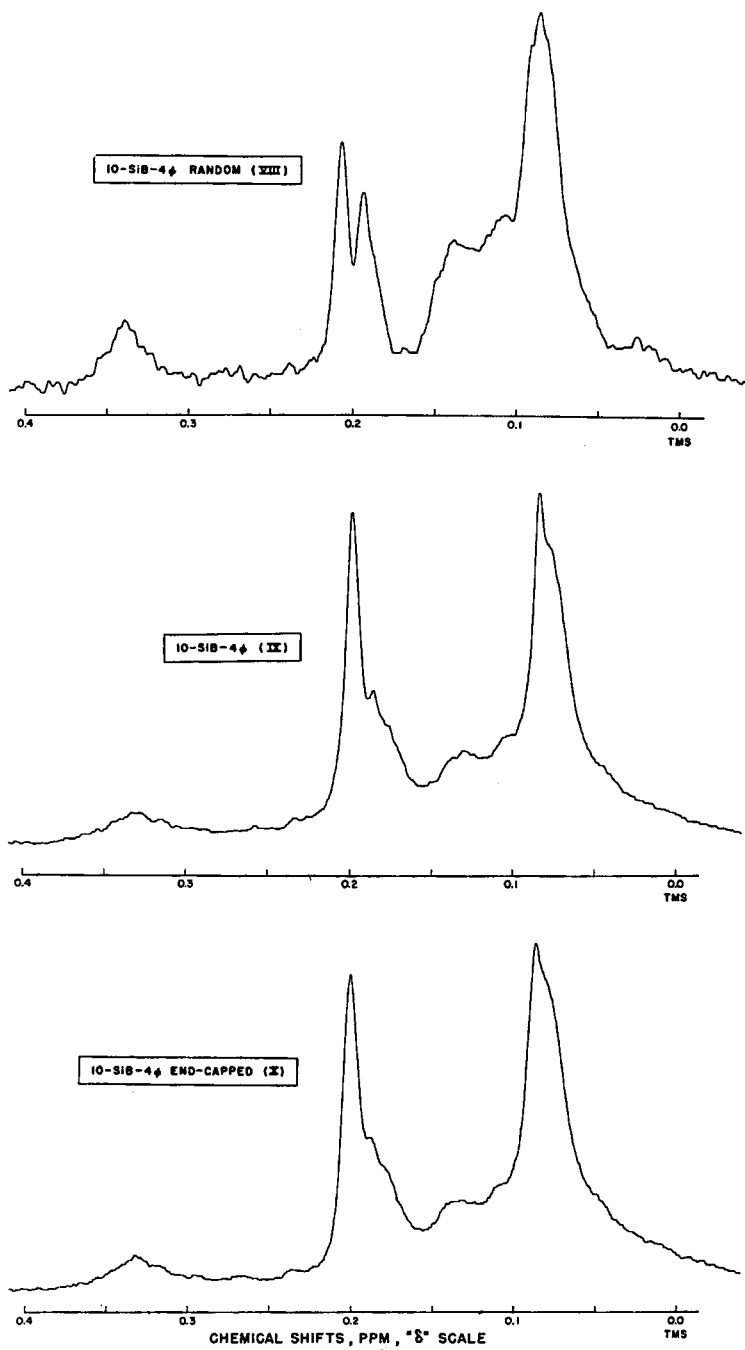 10-SiB-4ϕ RANDOM (VIII)
0.4 0.3 0.2 0.1 0.0
TMS
10-SiB-4ϕ (IX)
0.4 0.3 0.2 0.1 0.0
TMS
10-SiB-4ϕ END-CAPPED (X)
0.4 0.3 0.2 0.1 0.0
TMS
CHEMICAL SHIFTS, PPM, "δ" SCALE